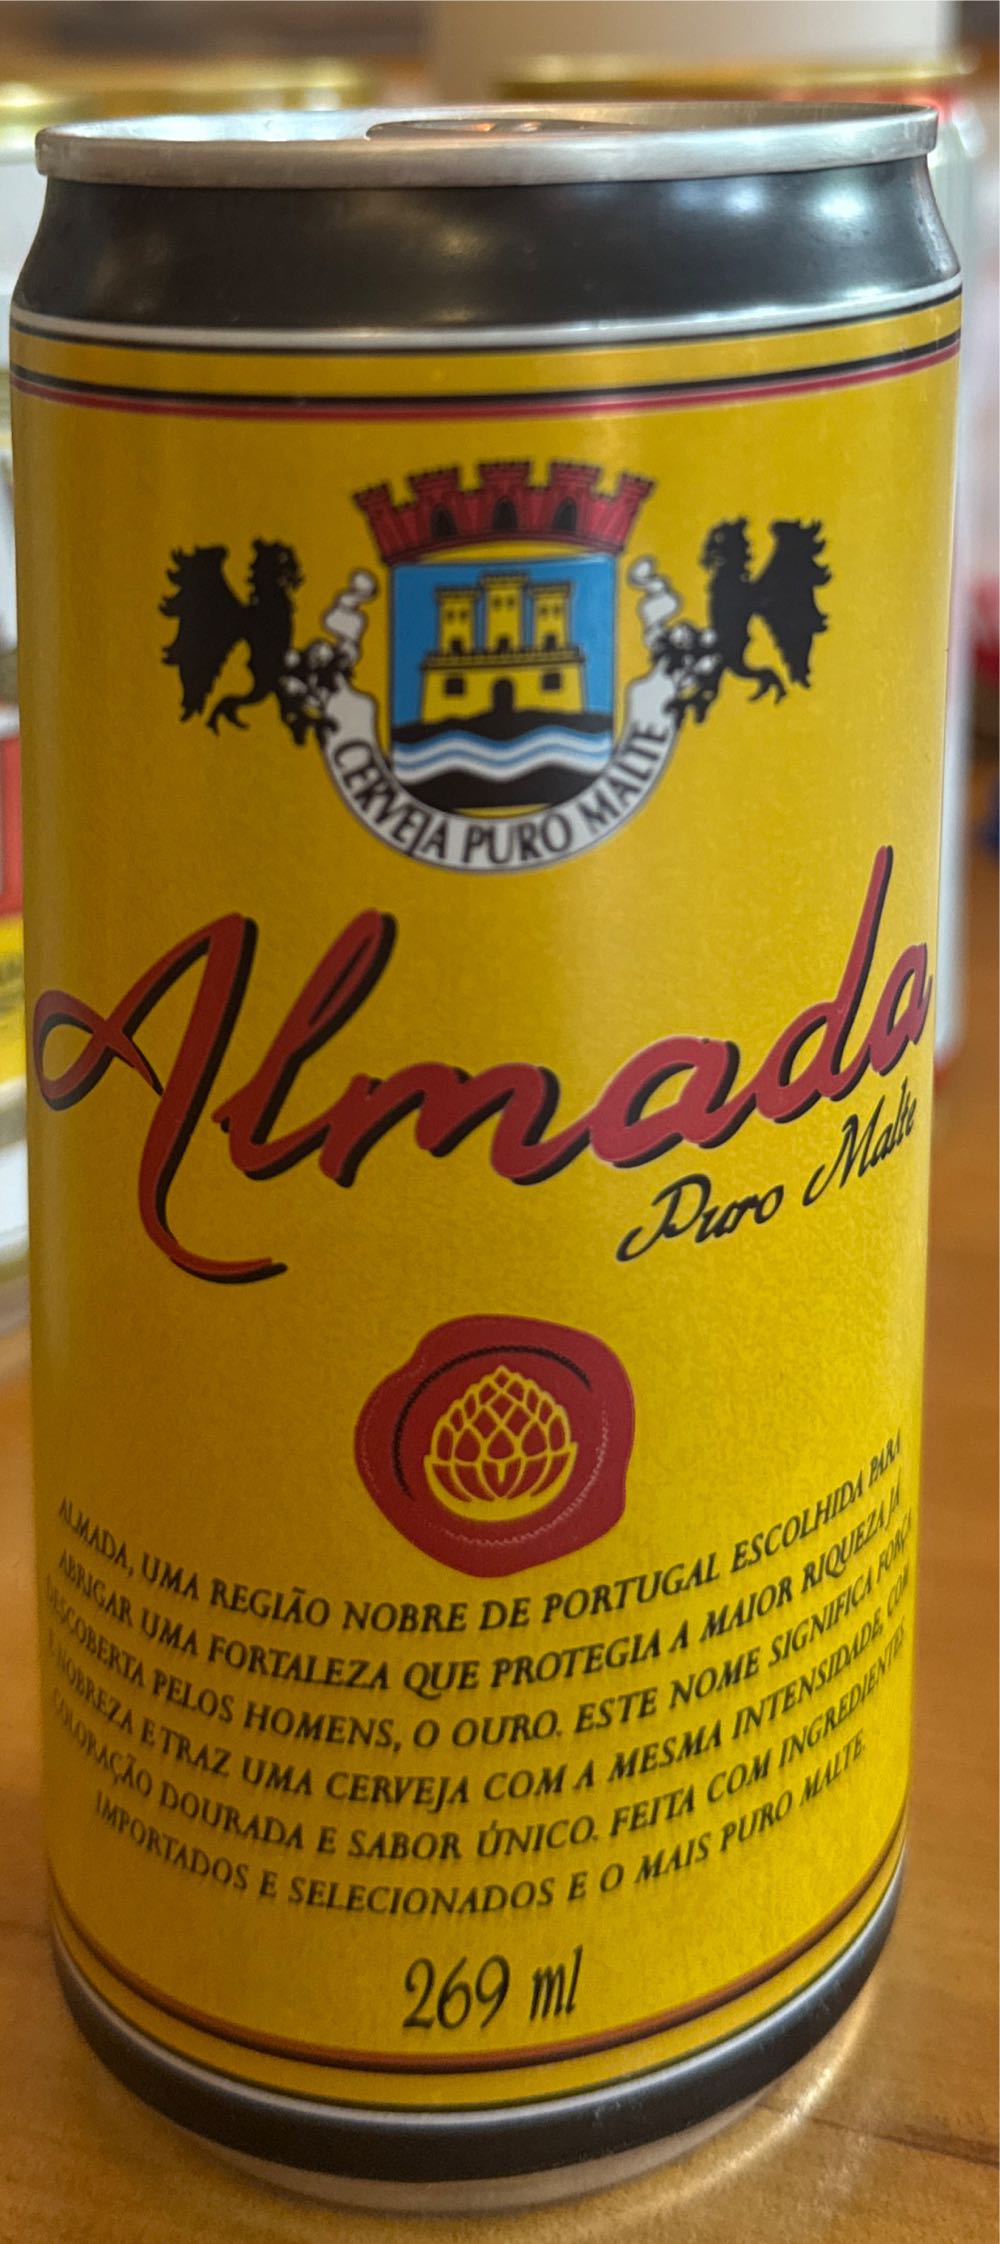 CERVEJA PURO MALTE
Almada
Puro Malte
ALMADA, UMA REGIÃO NOBRE DE PORTUGAL ESCOLHIDA PARA
ABRIGAR UMA FORTALEZA QUE PROTEGIA A MAIOR RIQUEZA JÁ
DESCOBERTA PELOS HOMENS, O OURO. ESTE NOME SIGNIFICA FORÇA
E NOBREZA E TRAZ UMA CERVEJA COM A MESMA INTENSIDADE, COM
COLORAÇÃO DOURADA E SABOR ÚNICO. FEITA COM INGREDIENTES
IMPORTADOS E SELECIONADOS E O MAIS PURO MALTE.
269 ml